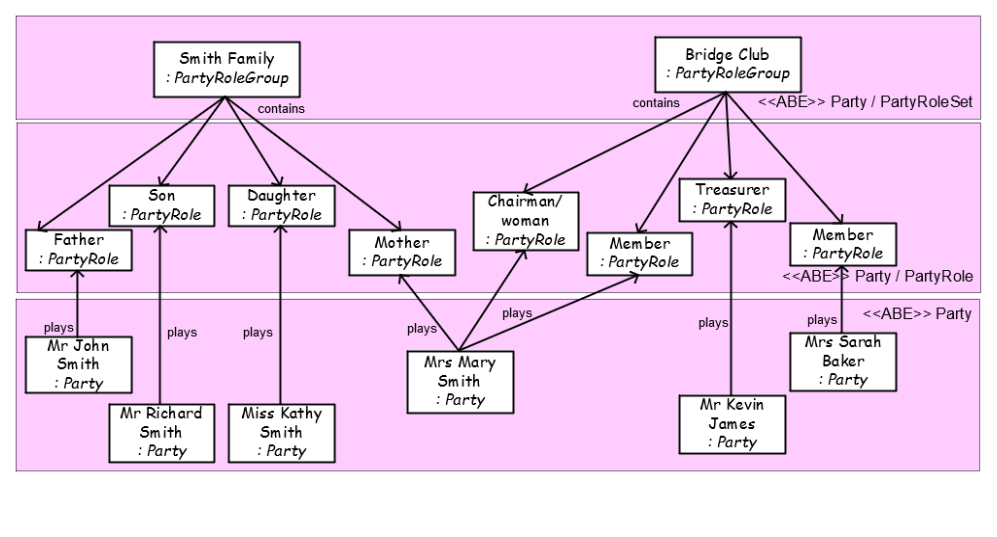 Smith Family
: PartyRoleGroup
Bridge Club
: PartyRoleGroup
contains
contains
<<ABE>> Party / PartyRoleSet
Son
: PartyRole
Daughter
: PartyRole
Treasurer
: PartyRole
Chairman/
woman
: PartyRole
Father
: PartyRole
Mother
: PartyRole
Member
: PartyRole
Member
: PartyRole
<<ABE>> Party / PartyRole
<<ABE>> Party
plays
plays
plays
plays
plays
plays
plays
Mr John
Smith
: Party
Mrs Mary
Smith
: Party
Mrs Sarah
Baker
: Party
Mr Richard
Smith
: Party
Miss Kathy
Smith
: Party
Mr Kevin
James
: Party